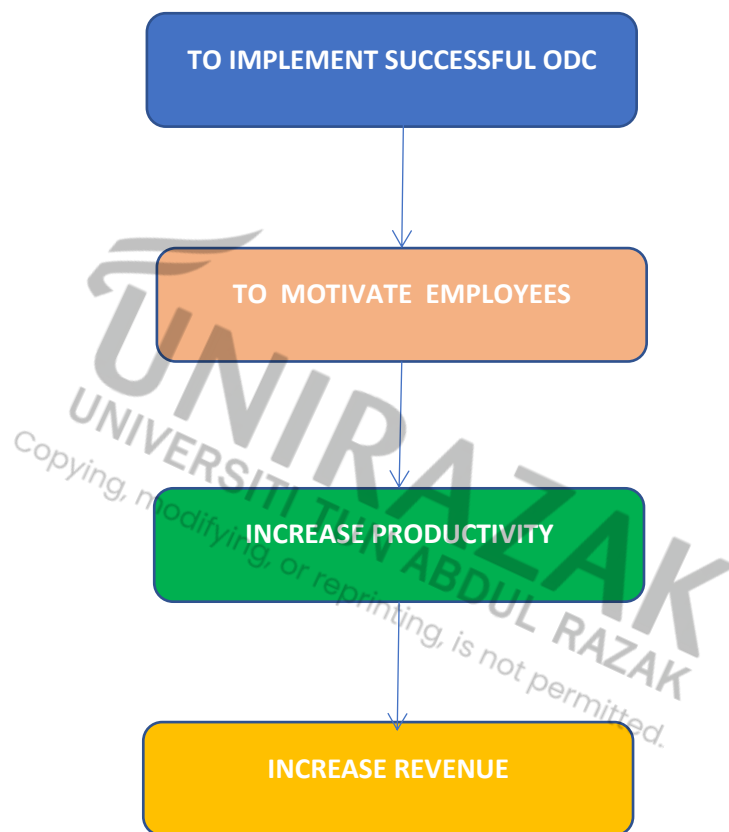 TO IMPLEMENT SUCCESSFUL ODC
TO MOTIVATE EMPLOYEES
UNIRAZAK
UNIVERSITI TUN ABDUL RAZAK
Copying, modifying, or reprinting, is not permitted.
INCREASE PRODUCTIVITY
INCREASE REVENUE